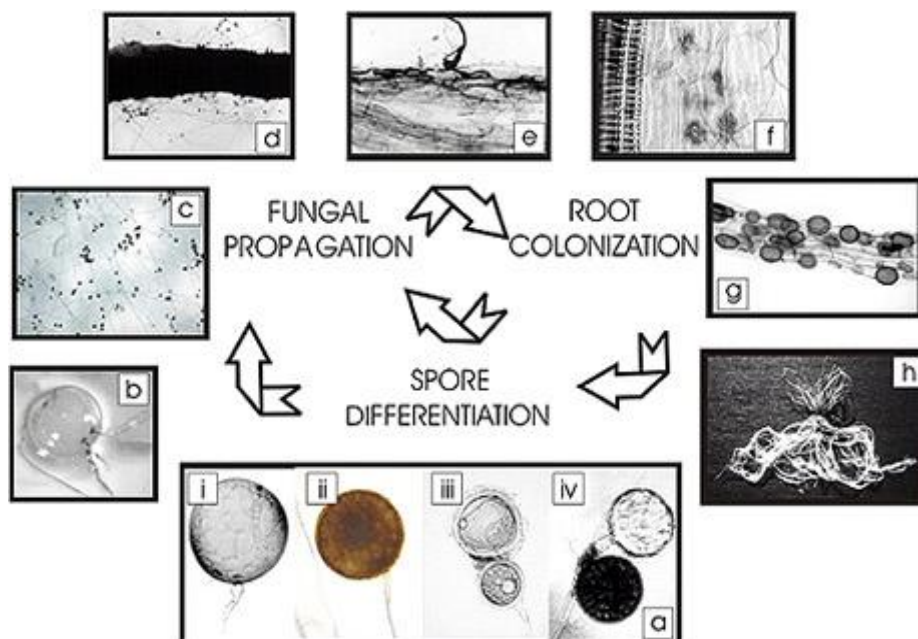 d
e
f
c
FUNGAL
PROPAGATION
ROOT
COLONIZATION
g
b
SPORE
DIFFERENTIATION
h
i
ii
iii
iv
a